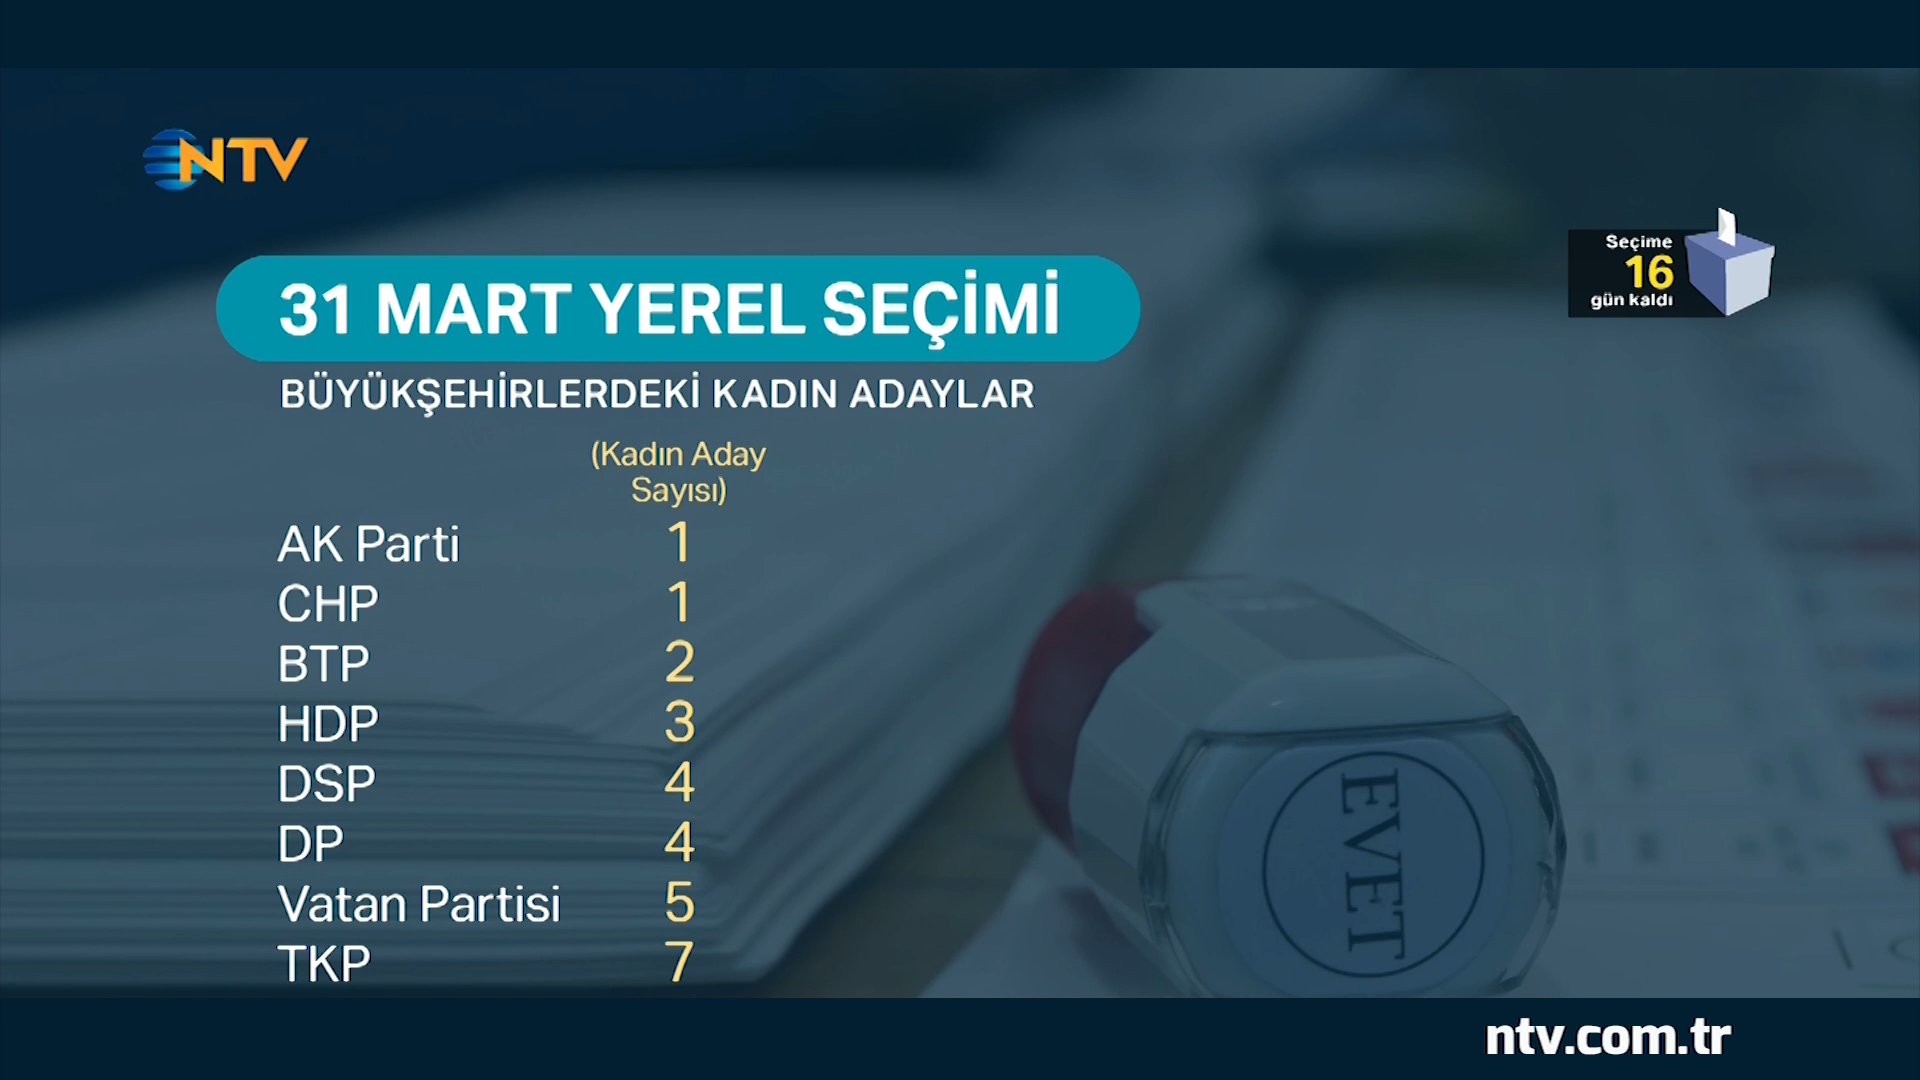 NTV
Seçime
16
gün kaldı
31 MART YEREL SEÇİMİ
BÜYÜKŞEHİRLERDEKİ KADIN ADAYLAR
(Kadın Aday
Sayısı)
AK Parti 1
CHP 1
BTP 2
HDP 3
DSP 4
DP 4
Vatan Partisi 5
TKP 7
EVET
ntv.com.tr